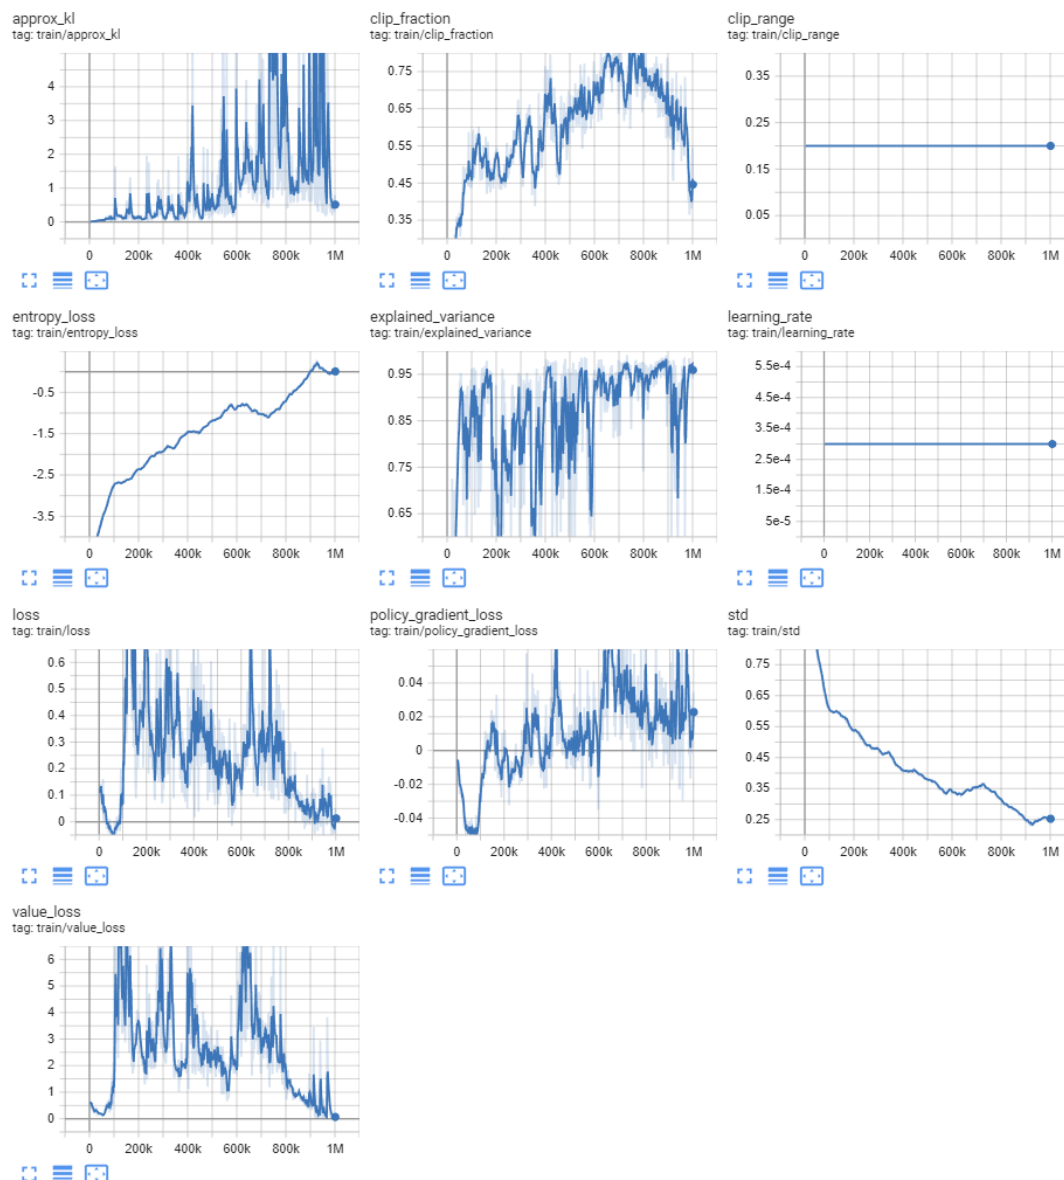 approx_kl
tag: train/approx_kl
4
3
2
1
0
0 200k 400k 600k 800k 1M
clip_fraction
tag: train/clip_fraction
0.75
0.65
0.55
0.45
0.35
0 200k 400k 600k 800k 1M
clip_range
tag: train/clip_range
0.35
0.25
0.15
0.05
0 200k 400k 600k 800k 1M
entropy_loss
tag: train/entropy_loss
-0.5
-1.5
-2.5
-3.5
0 200k 400k 600k 800k 1M
explained_variance
tag: train/explained_variance
0.95
0.85
0.75
0.65
0 200k 400k 600k 800k 1M
learning_rate
tag: train/learning_rate
5.5e-4
4.5e-4
3.5e-4
2.5e-4
1.5e-4
5e-5
0 200k 400k 600k 800k 1M
loss
tag: train/loss
0.6
0.5
0.4
0.3
0.2
0.1
0
0 200k 400k 600k 800k 1M
policy_gradient_loss
tag: train/policy_gradient_loss
0.04
0.02
0
-0.02
-0.04
0 200k 400k 600k 800k 1M
std
tag: train/std
0.75
0.65
0.55
0.45
0.35
0.25
0 200k 400k 600k 800k 1M
value_loss
tag: train/value_loss
6
5
4
3
2
1
0
0 200k 400k 600k 800k 1M